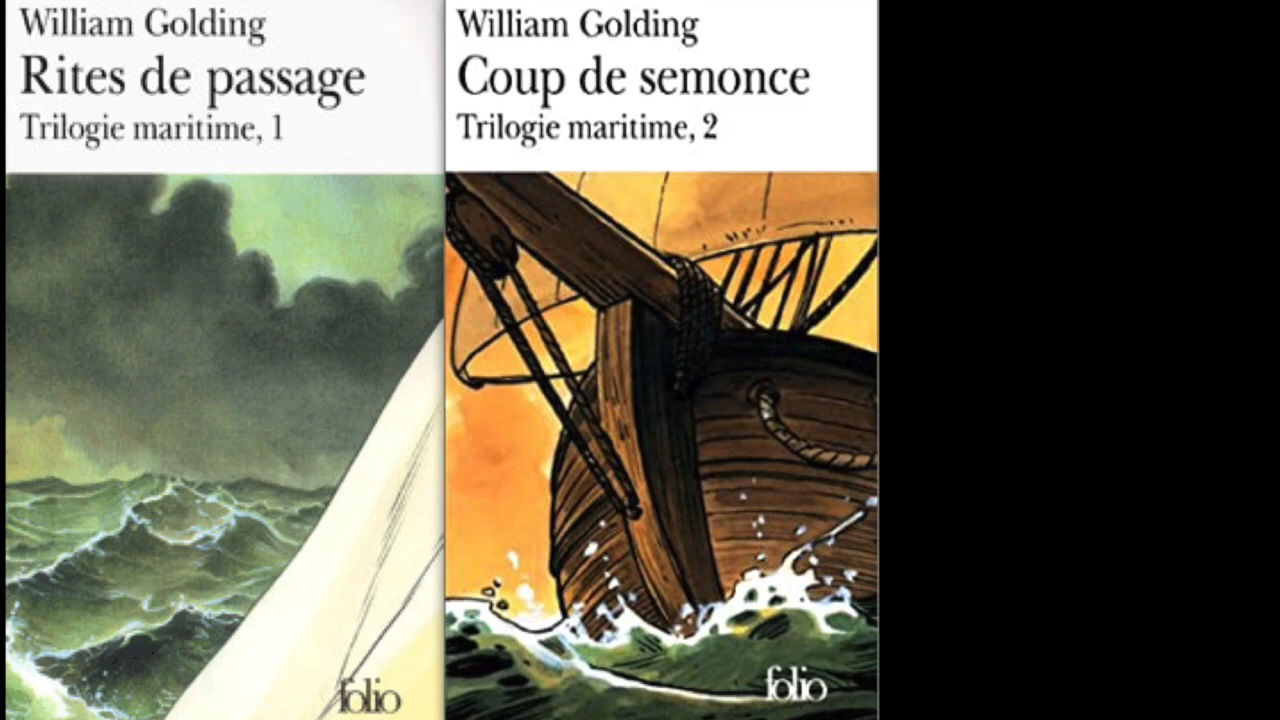 William Golding
Rites de passage
Trilogie maritime, 1
folio
William Golding
Coup de semonce
Trilogie maritime, 2
folio